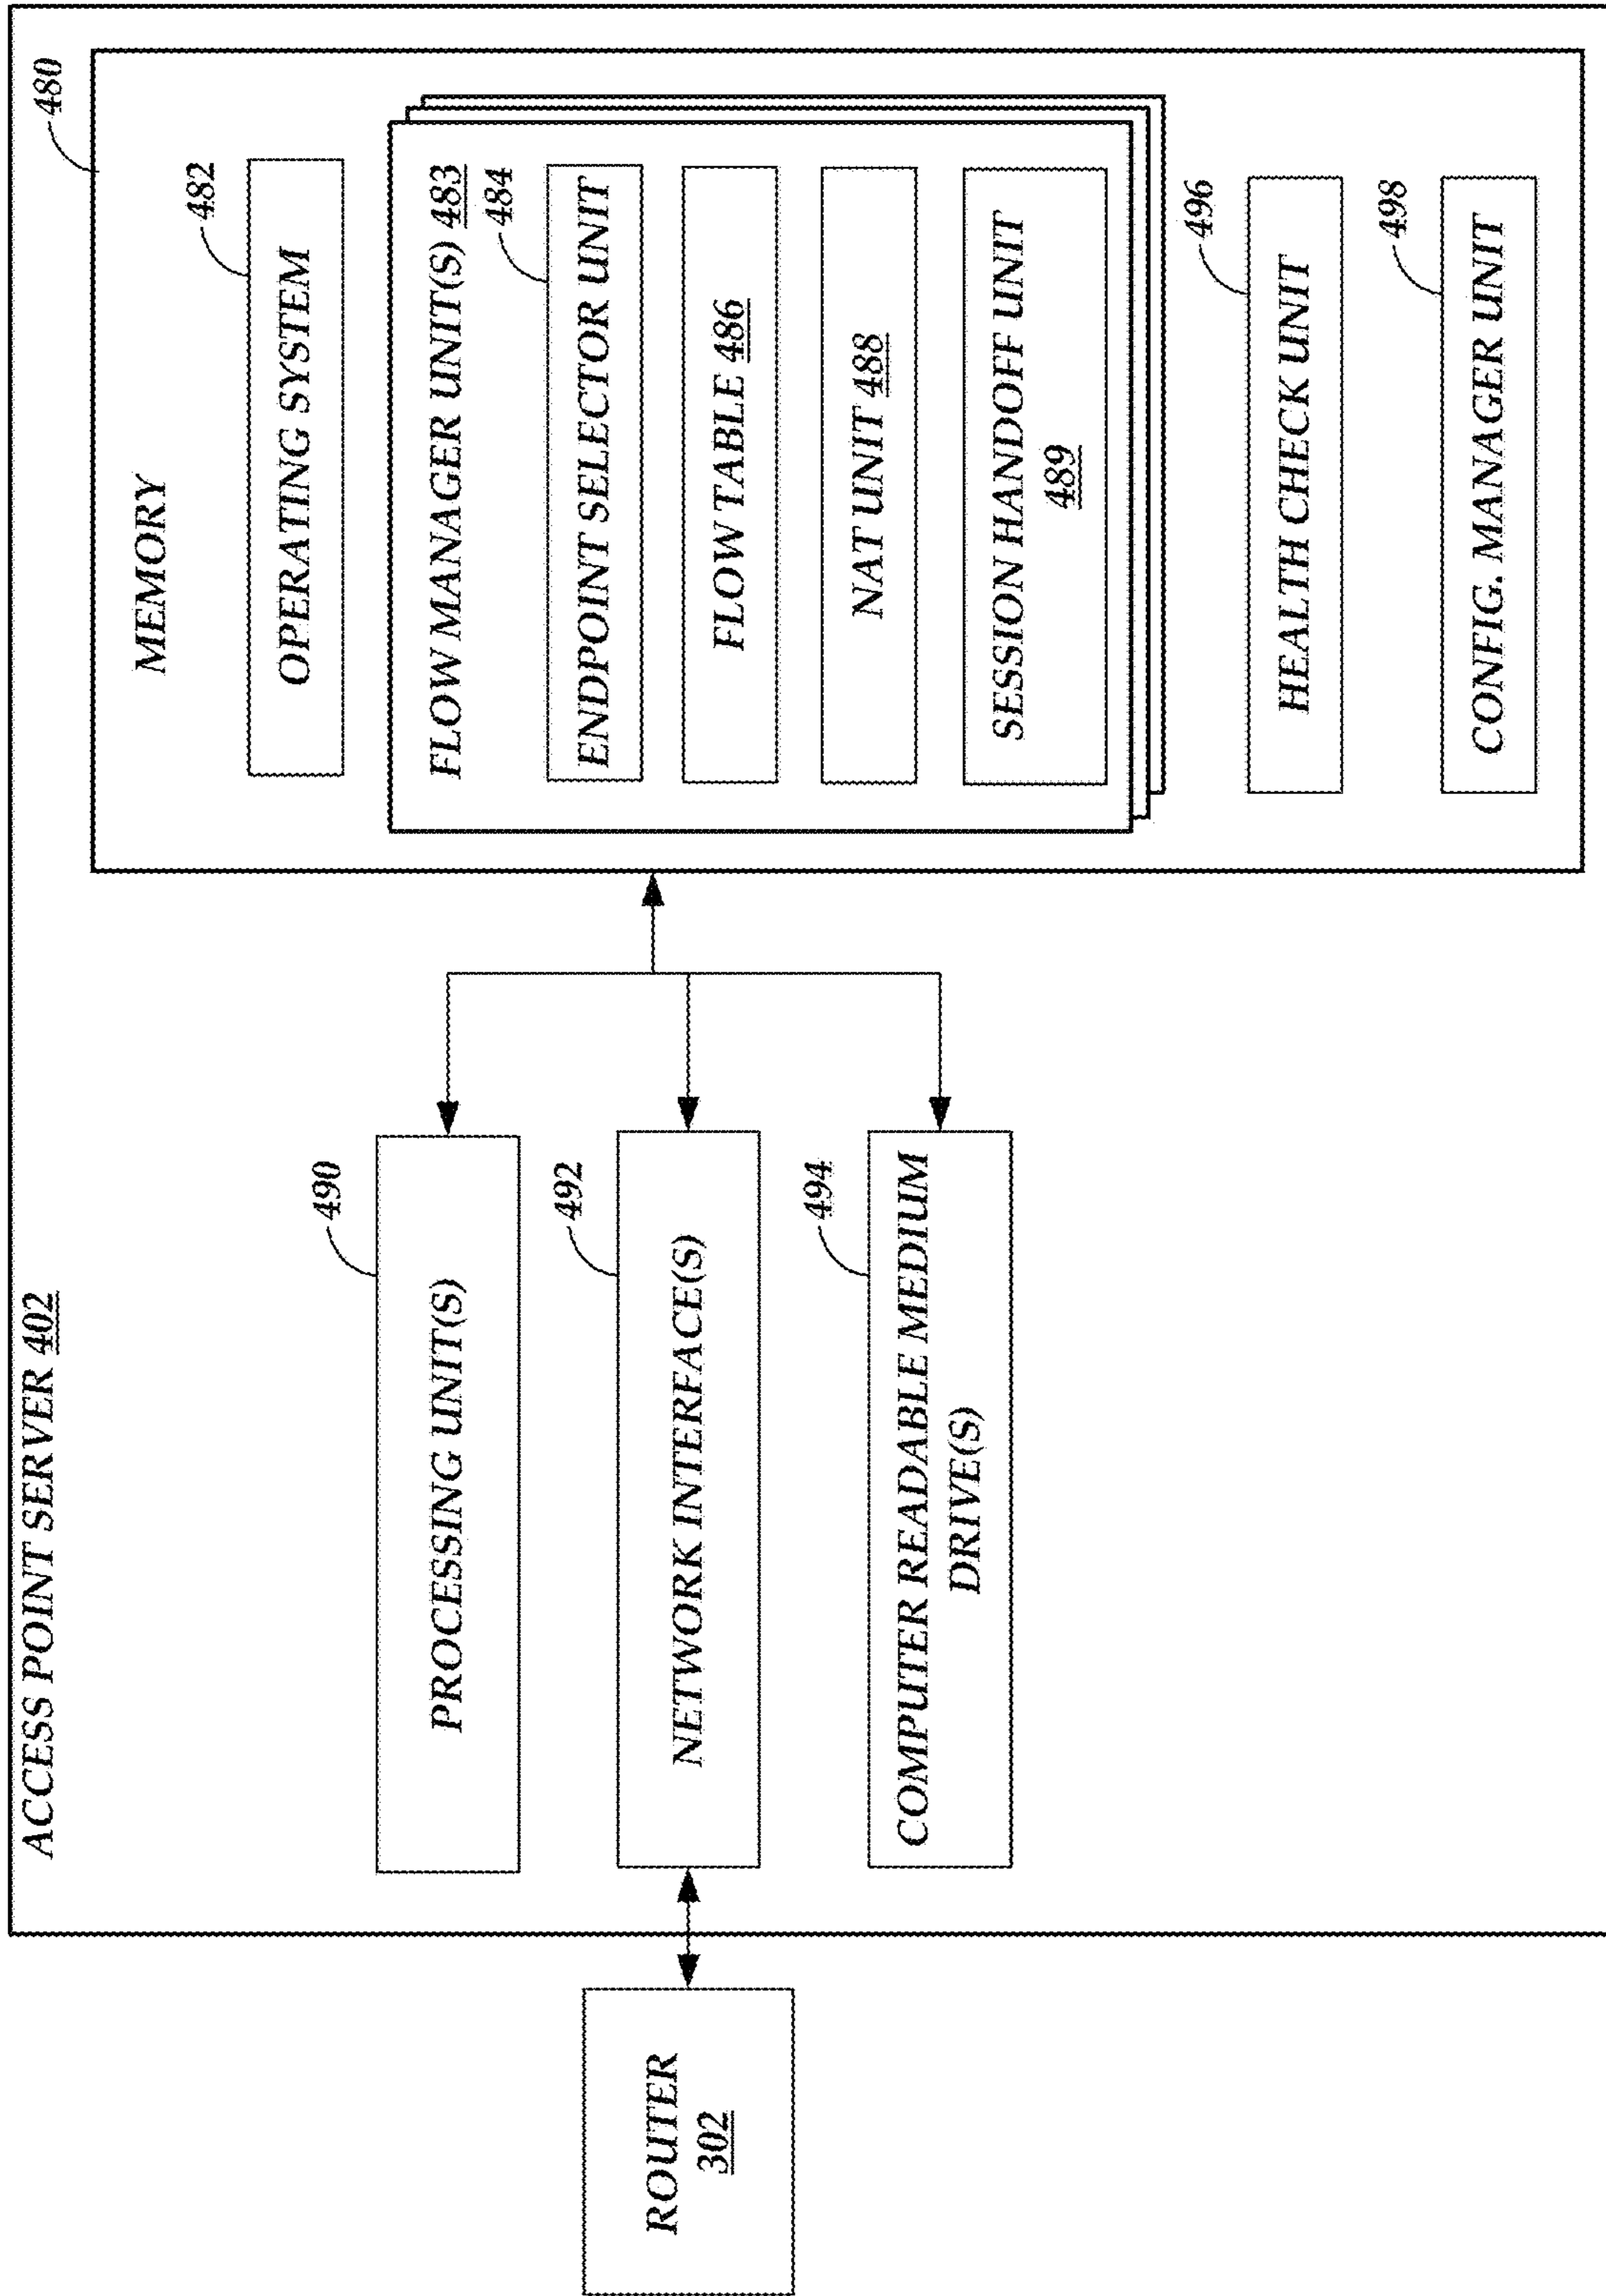 ACCESS POINT SERVER 402
480
MEMORY
482
OPERATING SYSTEM
FLOW MANAGER UNIT(S) 483
484
ENDPOINT SELECTOR UNIT
FLOW TABLE 486
NAT UNIT 488
SESSION HANDOFF UNIT
489
496
HEALTH CHECK UNIT
498
CONFIG. MANAGER UNIT
490
PROCESSING UNIT(S)
492
NETWORK INTERFACE(S)
494
COMPUTER READABLE MEDIUM
DRIVE(S)
ROUTER
302